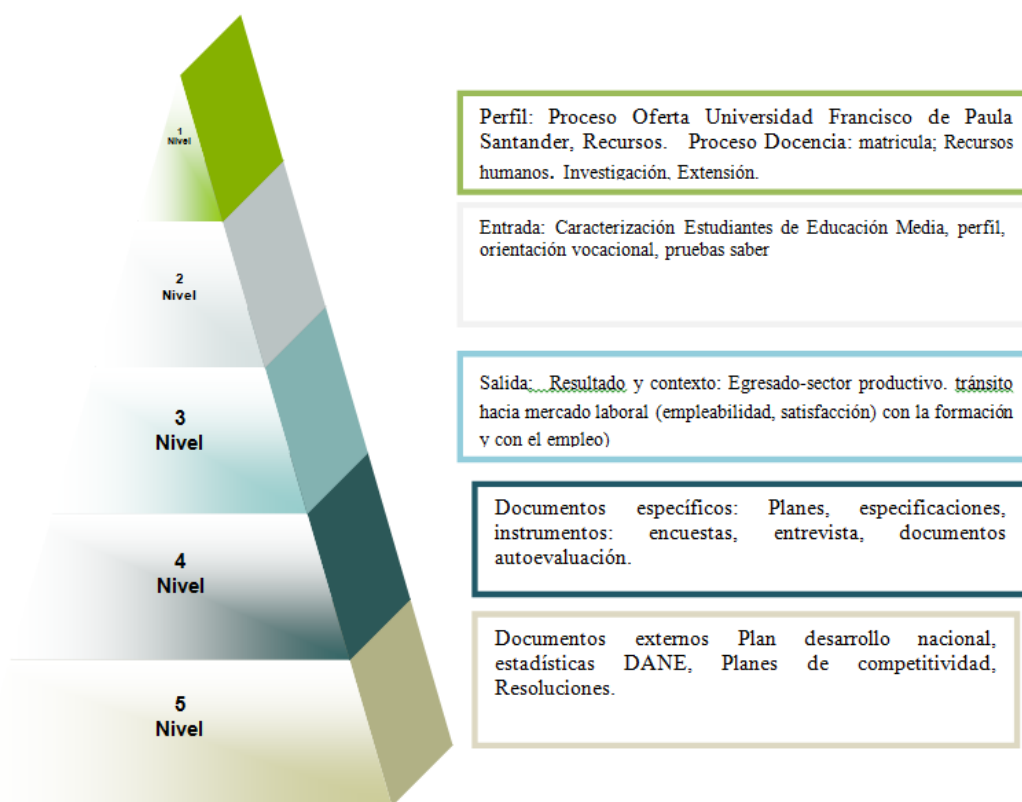 1
Nivel
Perfil: Proceso Oferta Universidad Francisco de Paula
Santander, Recursos. Proceso Docencia: matricula; Recursos
humanos. Investigación, Extensión.
2
Nivel
Entrada: Caracterización Estudiantes de Educación Media, perfil,
orientación vocacional, pruebas saber
3
Nivel
Salida: Resultado y contexto: Egresado-sector productivo. tránsito
hacia mercado laboral (empleabilidad, satisfacción) con la formación
y con el empleo)
4
Nivel
Documentos específicos: Planes, especificaciones,
instrumentos: encuestas, entrevista, documentos
autoevaluación.
5
Nivel
Documentos externos Plan desarrollo nacional,
estadísticas DANE, Planes de competitividad,
Resoluciones.